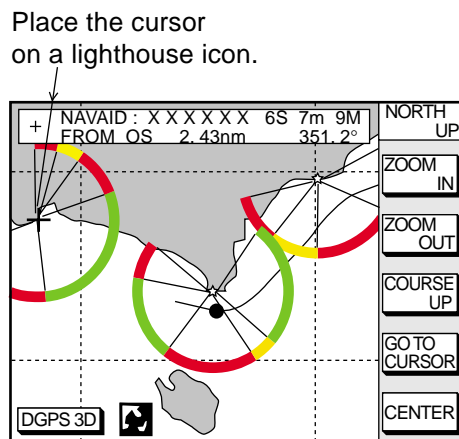 Place the cursor
on a lighthouse icon.
+ NAVAID : X X X X X X 6S 7m 9M
FROM OS 2. 43nm 351. 2°
NORTH
UP
ZOOM
IN
ZOOM
OUT
COURSE
UP
GO TO
CURSOR
CENTER
DGPS 3D